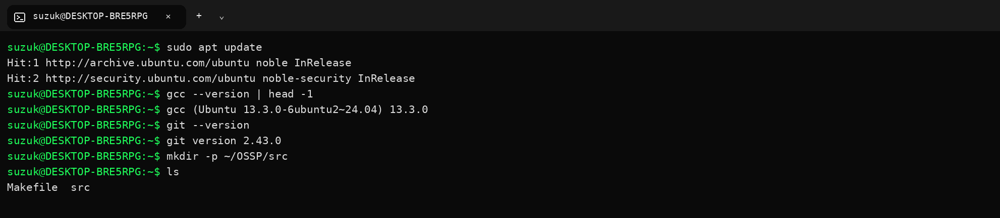 suzuk@DESKTOP-BRE5RPG × + ⌄
suzuk@DESKTOP-BRE5RPG:~$ sudo apt update
Hit:1 http://archive.ubuntu.com/ubuntu noble InRelease
Hit:2 http://security.ubuntu.com/ubuntu noble-security InRelease
suzuk@DESKTOP-BRE5RPG:~$ gcc --version | head -1
suzuk@DESKTOP-BRE5RPG:~$ gcc (Ubuntu 13.3.0-6ubuntu2~24.04) 13.3.0
suzuk@DESKTOP-BRE5RPG:~$ git --version
suzuk@DESKTOP-BRE5RPG:~$ git version 2.43.0
suzuk@DESKTOP-BRE5RPG:~$ mkdir -p ~/OSSP/src
suzuk@DESKTOP-BRE5RPG:~$ ls
Makefile  src